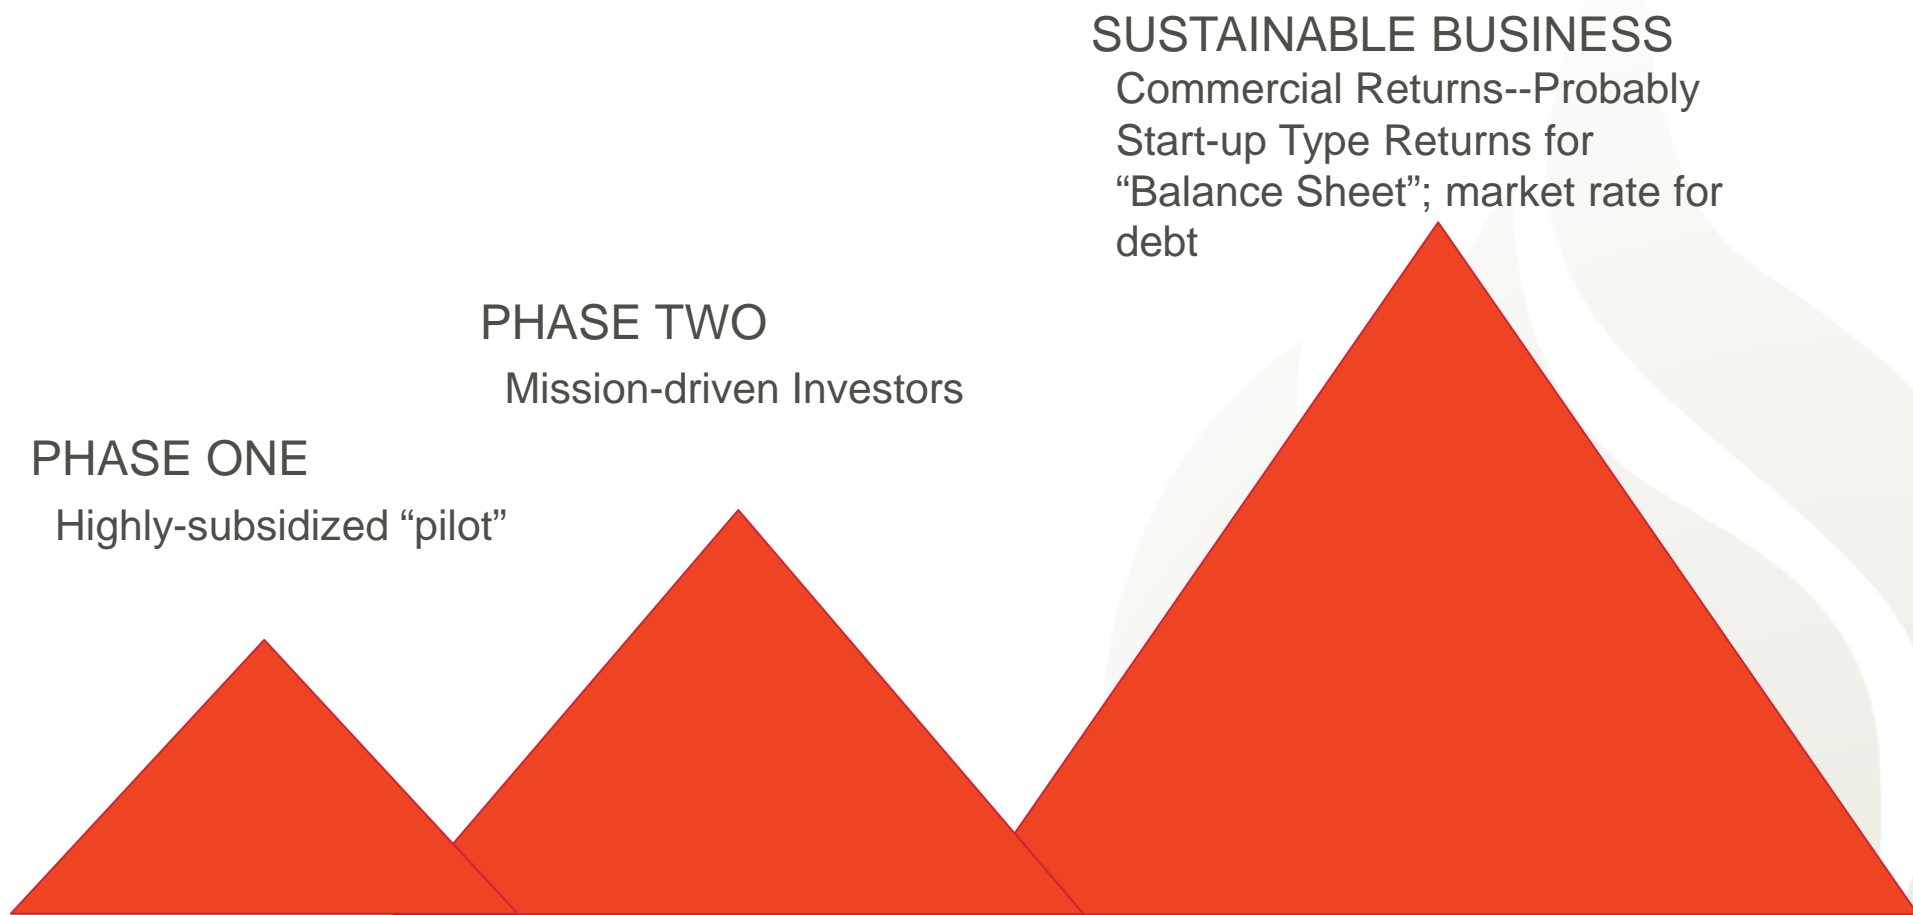 SUSTAINABLE BUSINESS
Commercial Returns--Probably
Start-up Type Returns for
“Balance Sheet”; market rate for
debt
PHASE TWO
Mission-driven Investors
PHASE ONE
Highly-subsidized “pilot”